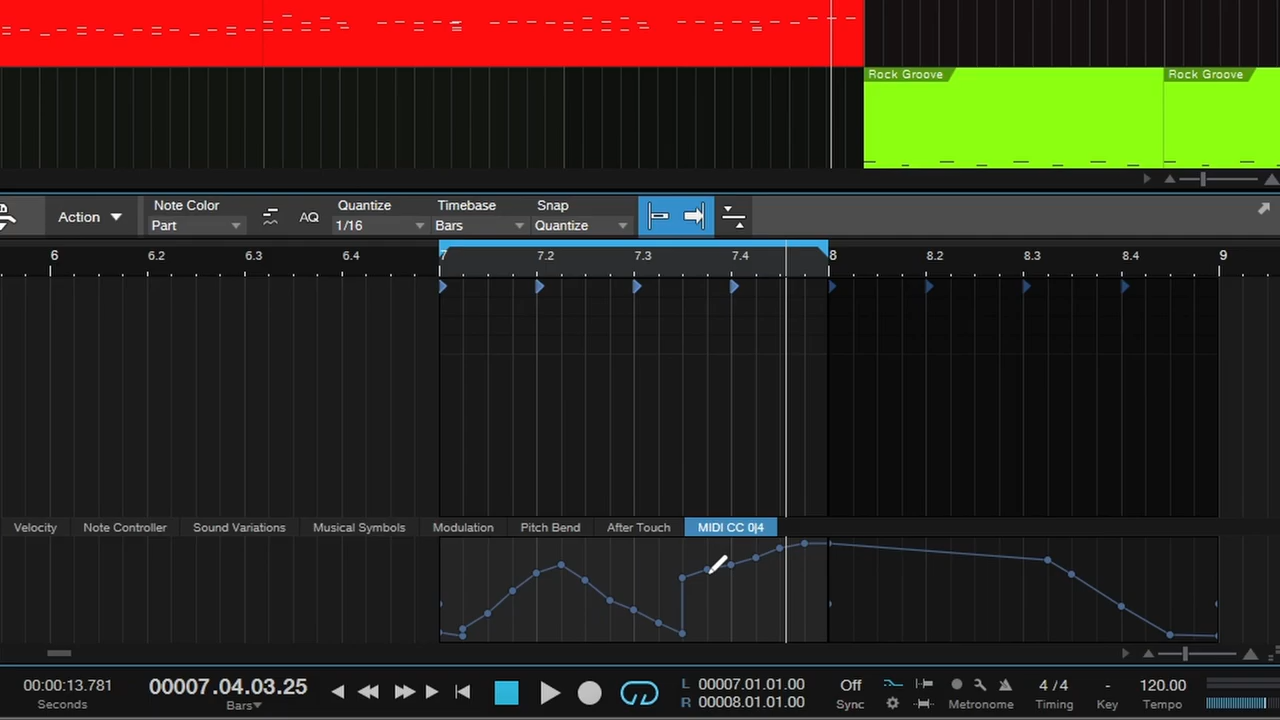 Rock Groove
Rock Groove
Action
Note Color
Part
AQ
Quantize
1/16
Timebase
Bars
Snap
Quantize
6
6.2
6.3
6.4
7
7.2
7.3
7.4
8
8.2
8.3
8.4
9
Velocity
Note Controller
Sound Variations
Musical Symbols
Modulation
Pitch Bend
After Touch
MIDI CC 0|4
00:00:13.781
Seconds
00007.04.03.25
Bars
L 00007.01.01.00
R 00008.01.01.00
Off
Sync
Metronome
4 / 4
Timing
-
Key
120.00
Tempo